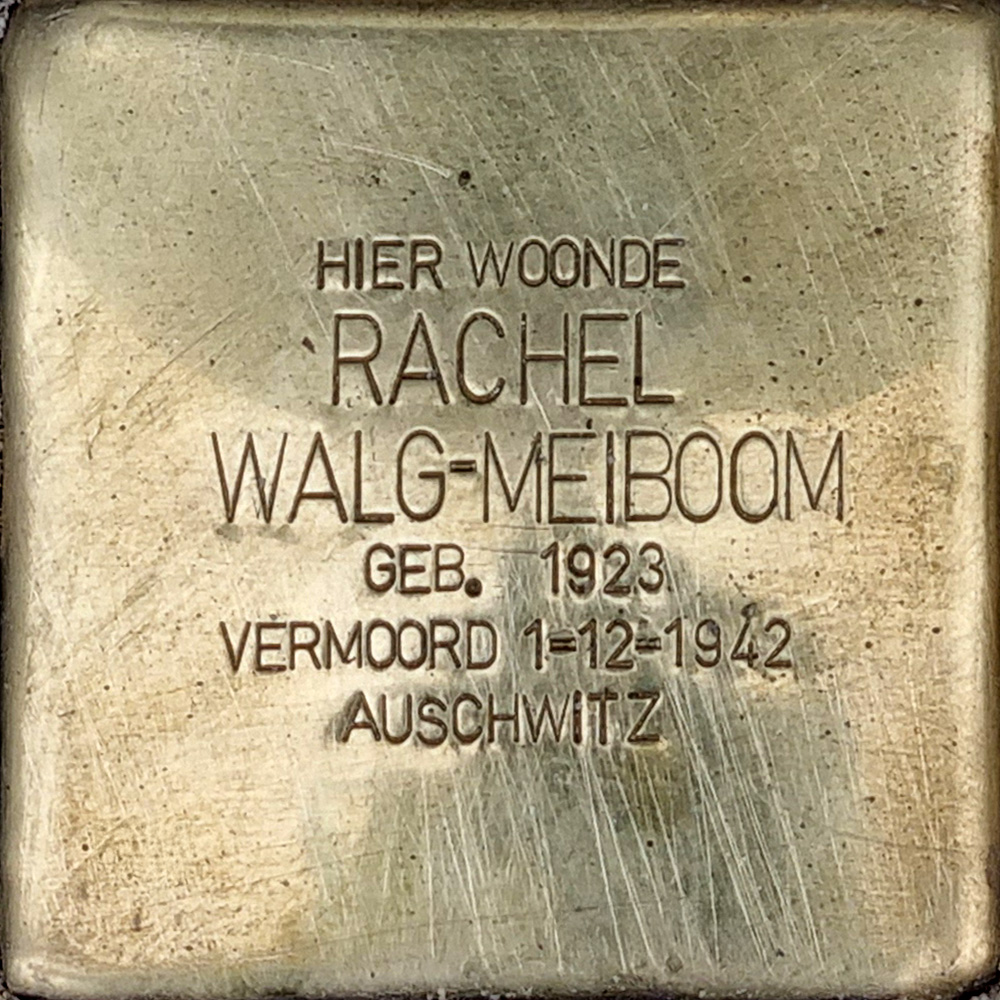 HIER WOONDE
RACHEL
WALG-MEIBOOM
GEB. 1923
VERMOORD 1-12-1942
AUSCHWITZ